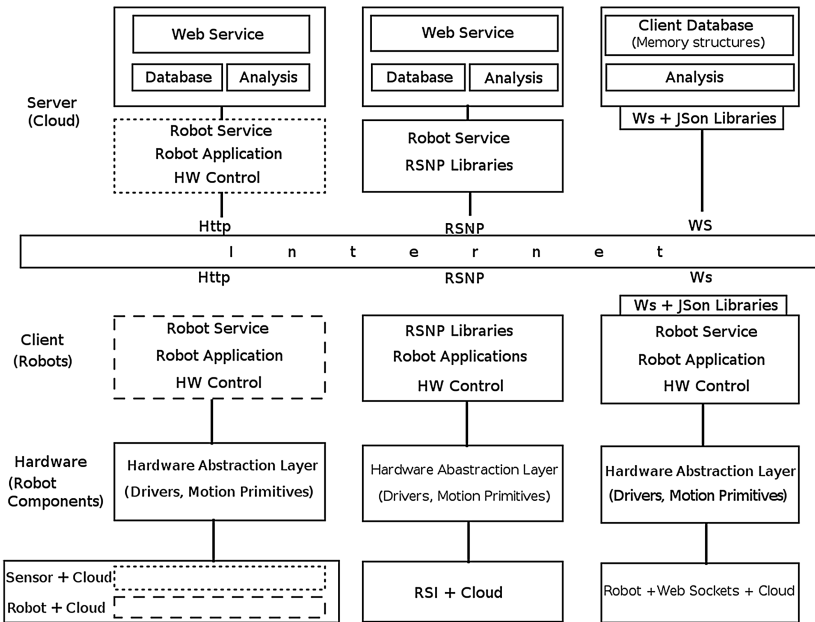 Web Service
Database
Analysis
Web Service
Database
Analysis
Client Database
(Memory structures)
Analysis
Server
(Cloud)
Robot Service
Robot Application
HW Control
Robot Service
RSNP Libraries
Ws + JSon Libraries
Http
RSNP
WS
Internet
Http
RSNP
Ws
Client
(Robots)
Robot Service
Robot Application
HW Control
RSNP Libraries
Robot Applications
HW Control
Ws + JSon Libraries
Robot Service
Robot Application
HW Control
Hardware
(Robot
Components)
Hardware Abstraction Layer
(Drivers, Motion Primitives)
Hardware Abastraction Layer
(Drivers, Motion Primitives)
Hardware Abstraction Layer
(Drivers, Motion Primitives)
Sensor + Cloud
Robot + Cloud
RSI + Cloud
Robot +Web Sockets + Cloud